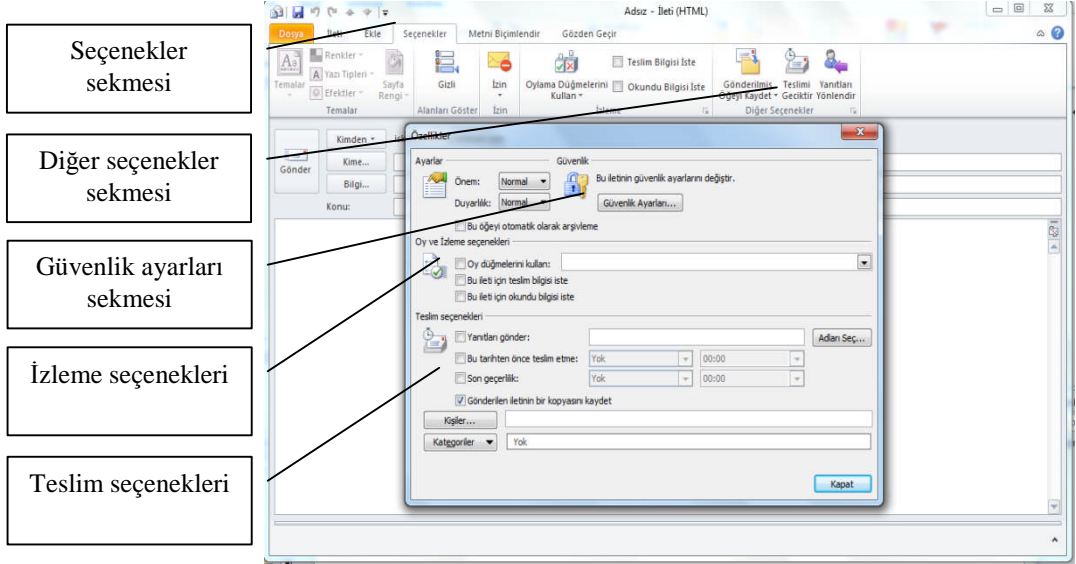 Seçenekler
sekmesi
Diğer seçenekler
sekmesi
Güvenlik ayarları
sekmesi
İzleme seçenekleri
Teslim seçenekleri
Adsız - İleti (HTML)
Dosya İleti Ekle Seçenekler Metni Biçimlendir Gözden Geçir
Temalar
Renkler
Yazı Tipleri
Efektler
Sayfa
Rengi
Temalar
Gizli
Alanları Göster
İzin
İzin
Oylama Düğmelerini
Kullan
Teslim Bilgisi İste
Okundu Bilgisi İste
İzleme
Gönderilmiş
Öğeyi Kaydet
Teslimi
Geciktir
Yanıtları
Yönlendir
Diğer Seçenekler
Gönder
Kimden
Kime...
Bilgi...
Konu:
Özellikler
Ayarlar
Önem: Normal
Duyarlılık: Normal
Bu öğeyi otomatik olarak arşivleme
Güvenlik
Bu iletinin güvenlik ayarlarını değiştir.
Güvenlik Ayarları...
Oy ve İzleme seçenekleri
Oy düğmelerini kullan:
Bu ileti için teslim bilgisi iste
Bu ileti için okundu bilgisi iste
Teslim seçenekleri
Yanıtları gönder: Adları Seç...
Bu tarihten önce teslim etme: Yok 00:00
Son geçerlilik: Yok 00:00
Gönderilen iletinin bir kopyasını kaydet
Kişiler...
Kategoriler Yok
Kapat